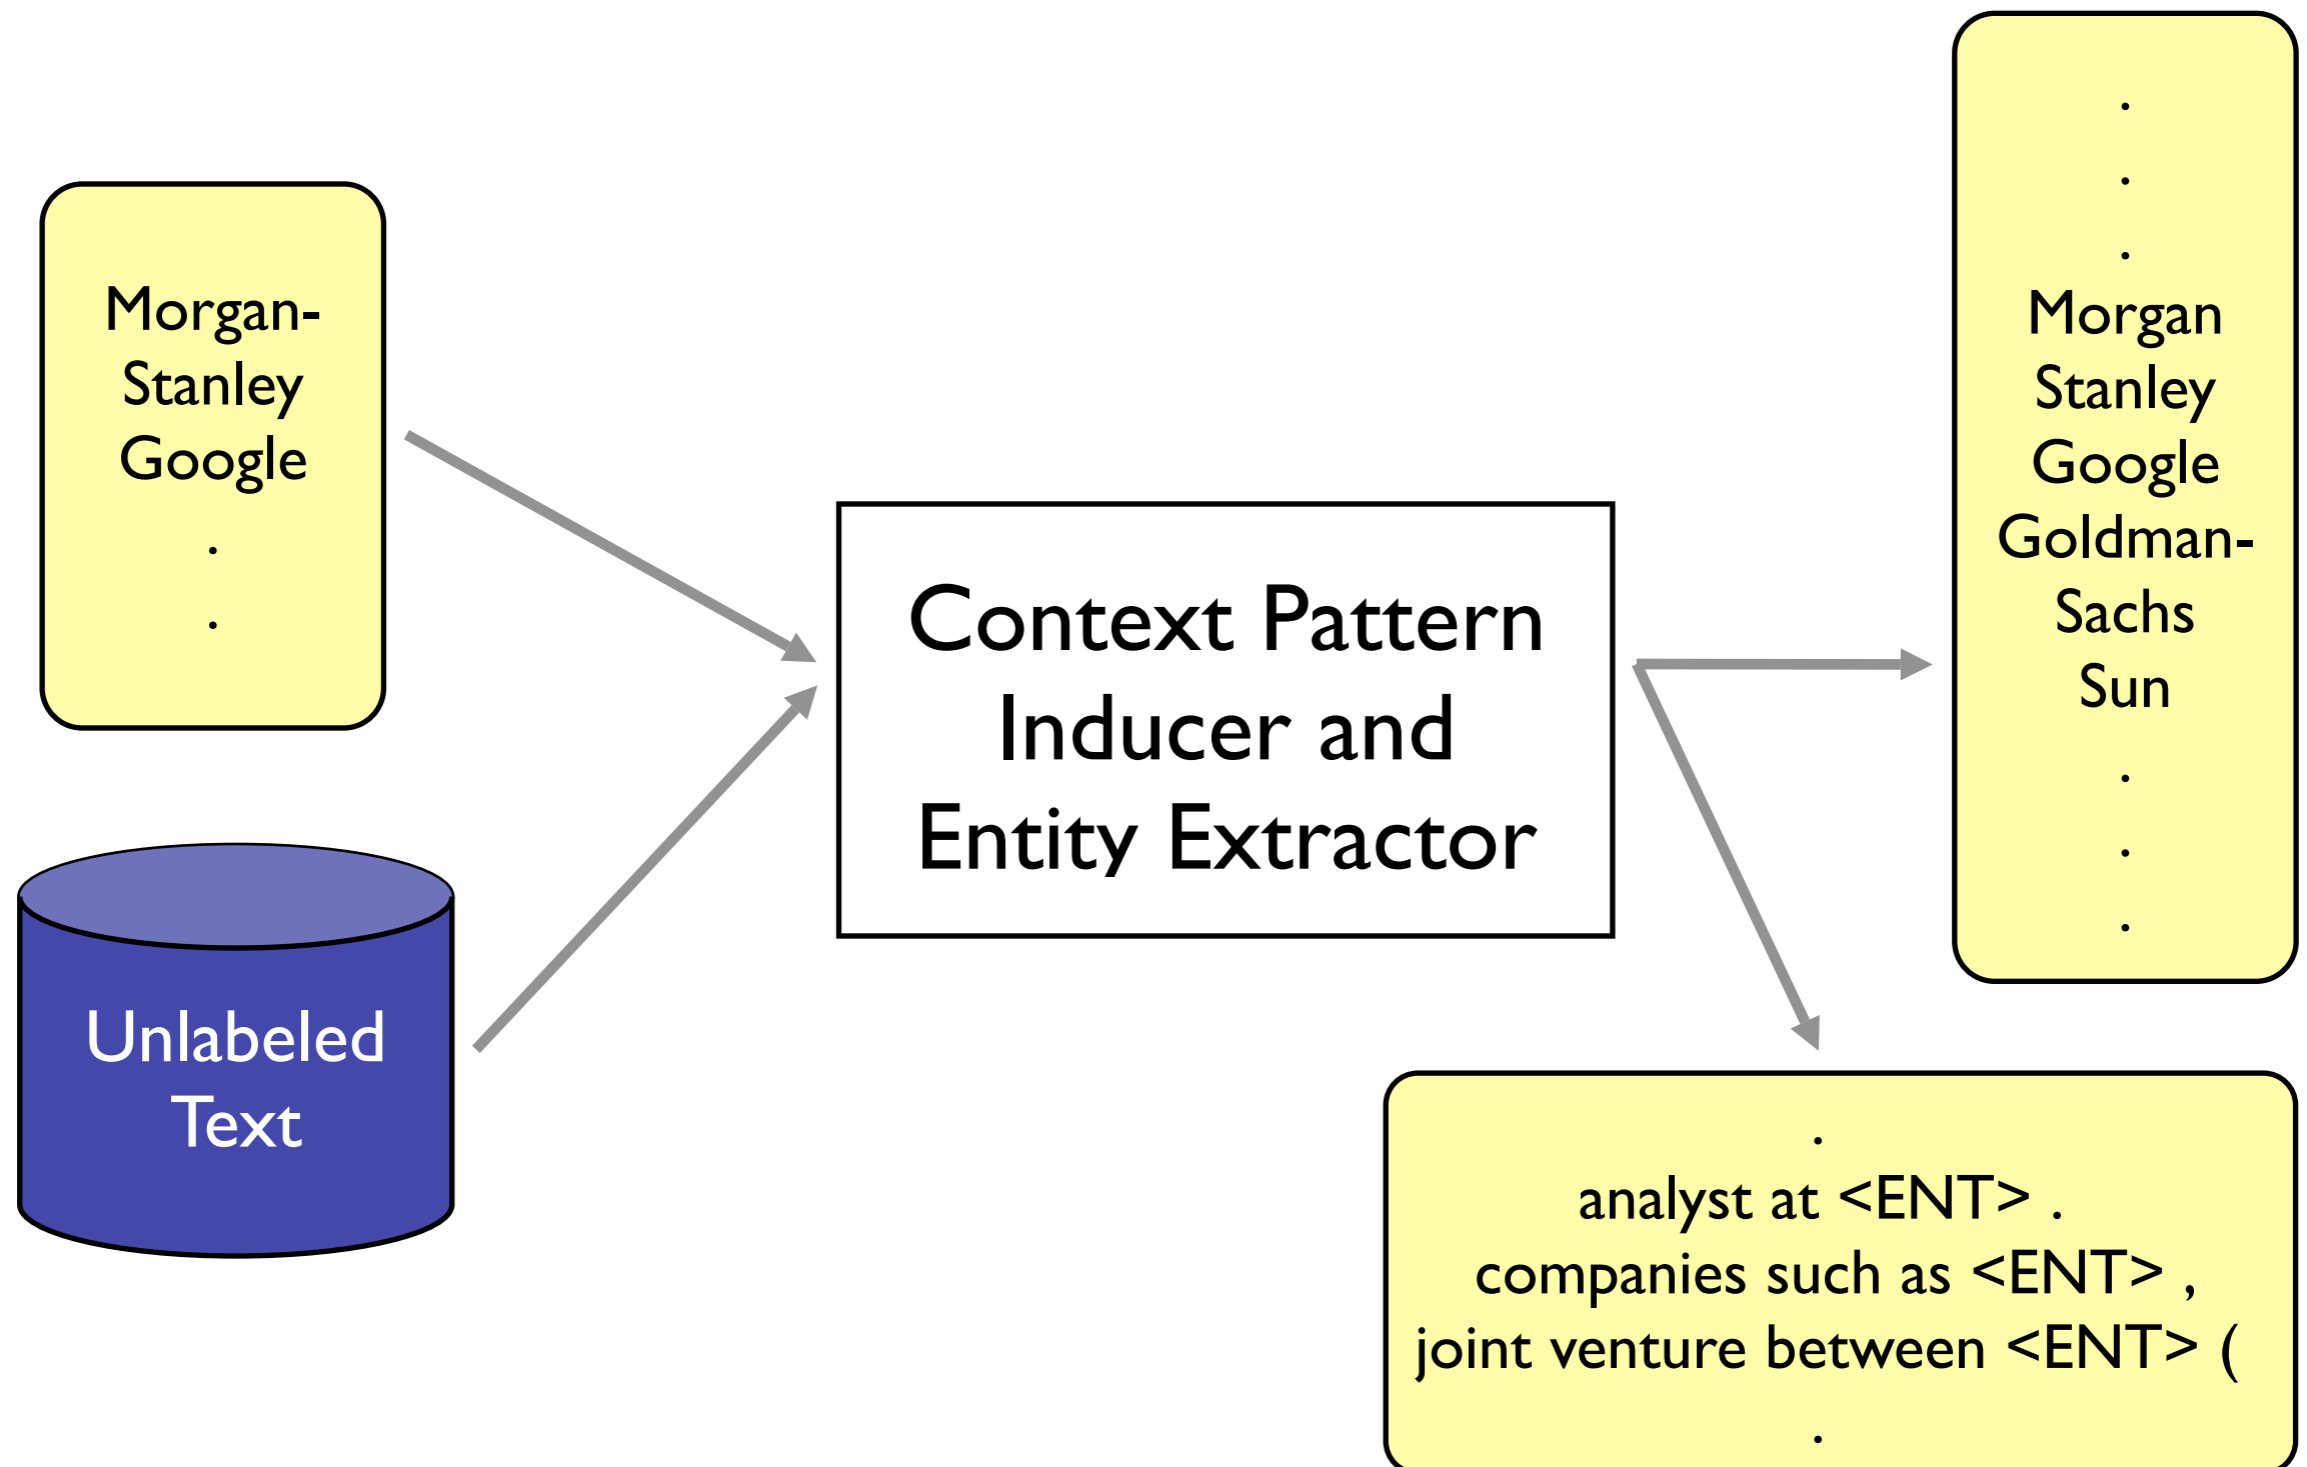 Morgan-
Stanley
Google
.
.
Unlabeled
Text
Context Pattern
Inducer and
Entity Extractor
.
.
.
Morgan
Stanley
Google
Goldman-
Sachs
Sun
.
.
.
.
analyst at <ENT> .
companies such as <ENT> ,
joint venture between <ENT> (
.